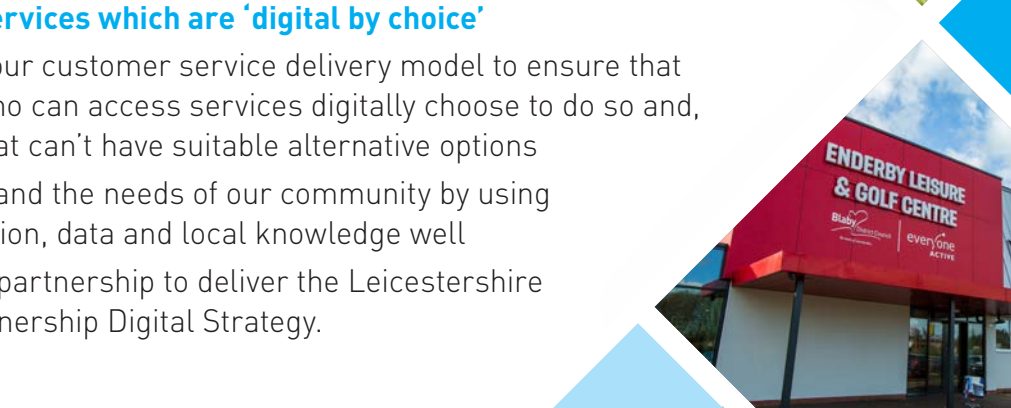 ervices which are ‘digital by choice’
our customer service delivery model to ensure that
ho can access services digitally choose to do so and,
at can’t have suitable alternative options
and the needs of our community by using
ion, data and local knowledge well
partnership to deliver the Leicestershire
nership Digital Strategy.
ENDERBY LEISURE
& GOLF CENTRE
Blaby
District Council
everyone
ACTIVE